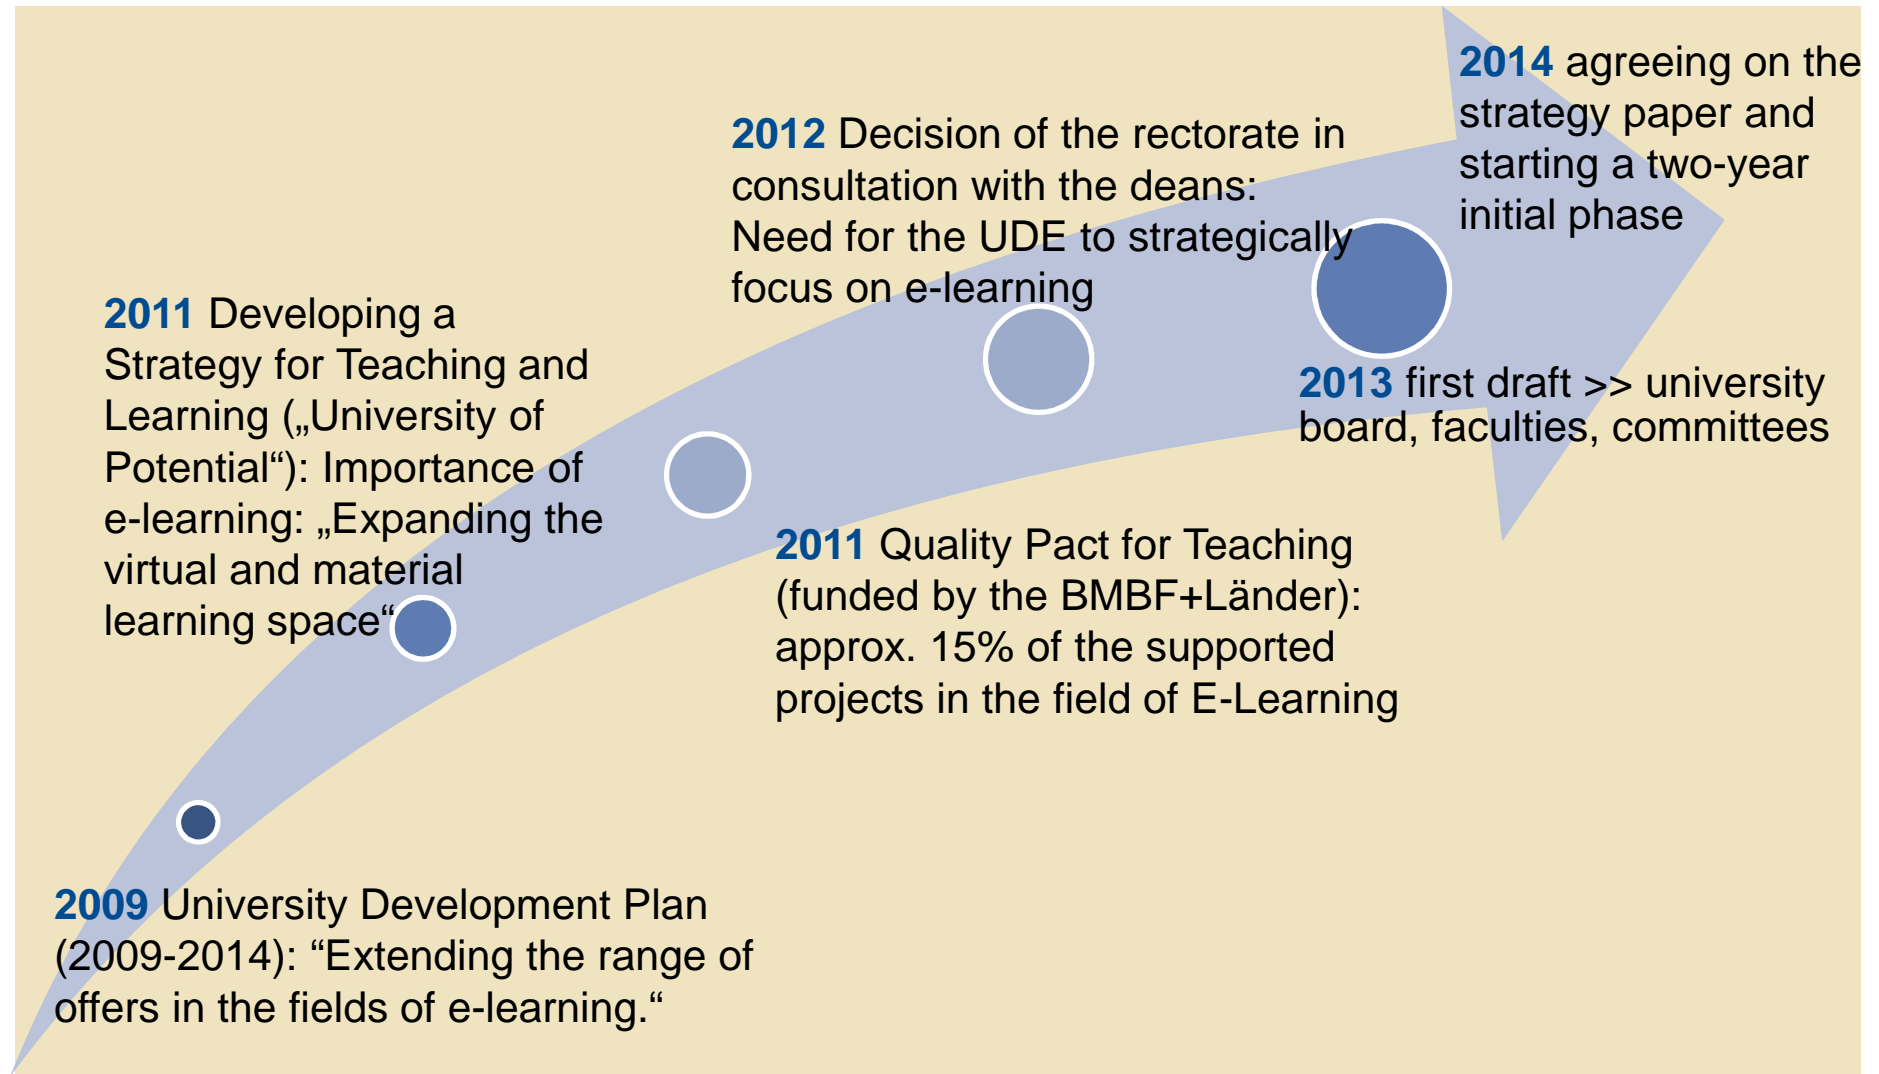 2009 University Development Plan
(2009-2014): “Extending the range of
offers in the fields of e-learning.“
2011 Developing a
Strategy for Teaching and
Learning („University of
Potential“): Importance of
e-learning: „Expanding the
virtual and material
learning space“
2011 Quality Pact for Teaching
(funded by the BMBF+Länder):
approx. 15% of the supported
projects in the field of E-Learning
2012 Decision of the rectorate in
consultation with the deans:
Need for the UDE to strategically
focus on e-learning
2013 first draft >> university
board, faculties, committees
2014 agreeing on the
strategy paper and
starting a two-year
initial phase